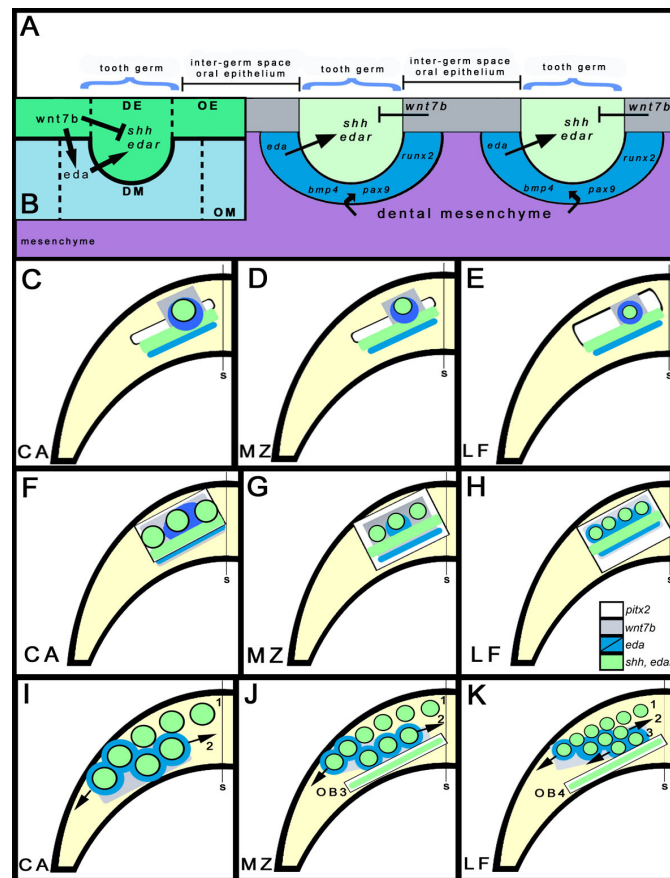 A
inter-germ space
oral epithelium
inter-germ space
oral epithelium
tooth germ
tooth germ
tooth germ
DE
OE
wnt7b
shh
edar
eda
DM
OM
B
mesenchyme
wnt7b
shh
edar
eda
runx2
bmp4
pax9
wnt7b
shh
edar
eda
runx2
bmp4
pax9
dental mesenchyme
C
S
CA
D
S
MZ
E
S
LF
F
S
CA
G
S
MZ
H
S
LF
pitx2
wnt7b
eda
shh, eda
I
1
2
S
CA
J
1
2
OB3
S
MZ
K
1
2
3
OB4
S
LF